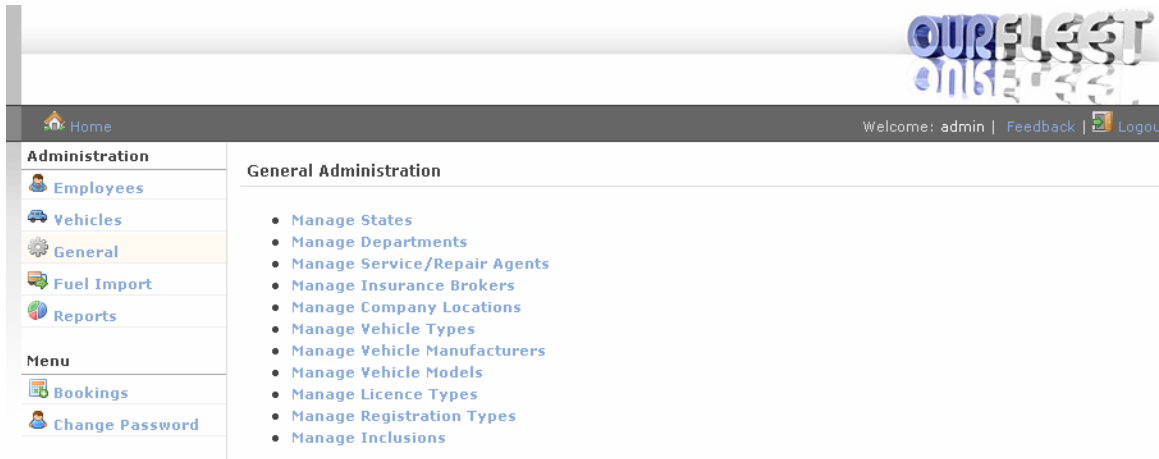 OURFLEET
Home
Welcome: admin | Feedback | Logou
Administration
Employees
Vehicles
General
Fuel Import
Reports
Menu
Bookings
Change Password
General Administration
Manage States
Manage Departments
Manage Service/Repair Agents
Manage Insurance Brokers
Manage Company Locations
Manage Vehicle Types
Manage Vehicle Manufacturers
Manage Vehicle Models
Manage Licence Types
Manage Registration Types
Manage Inclusions